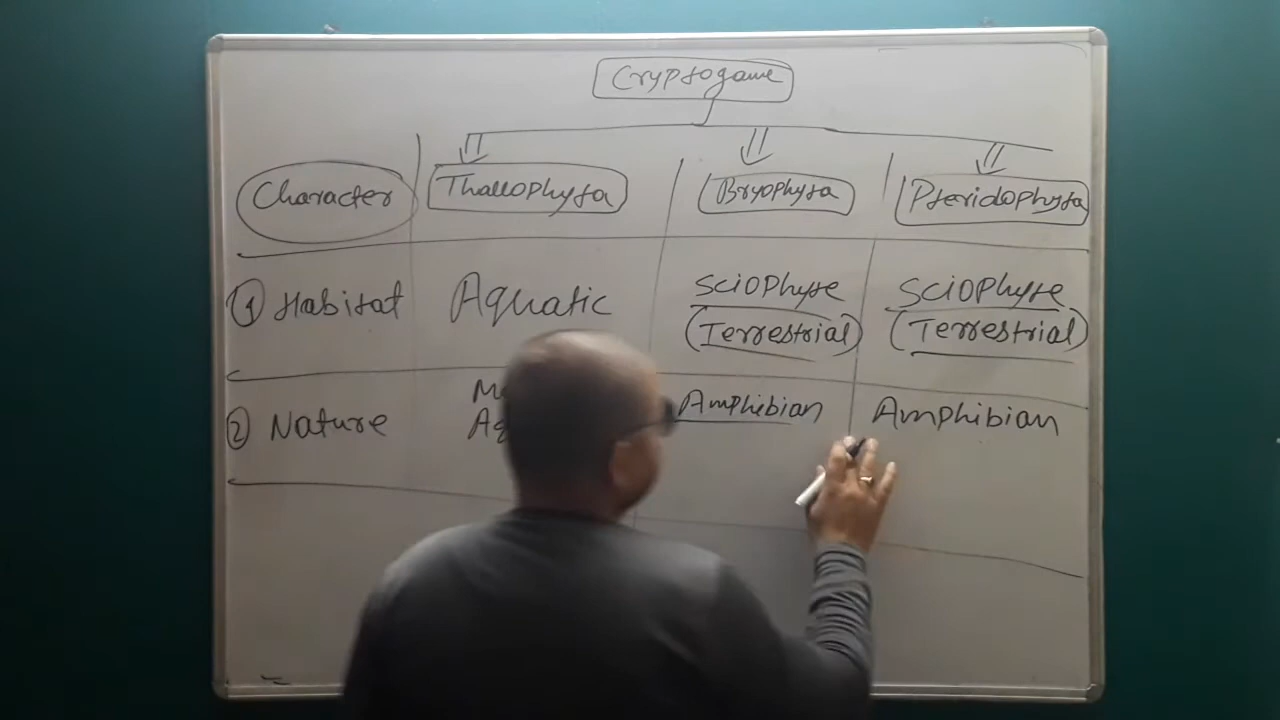 Cryptogame
Character Thallophyta Bryophyta Pteridophyta
① Habitat Aquatic Sciophyte Sciophyte
(Terrestrial) (Terrestrial)
② Nature Amphibian Amphibian